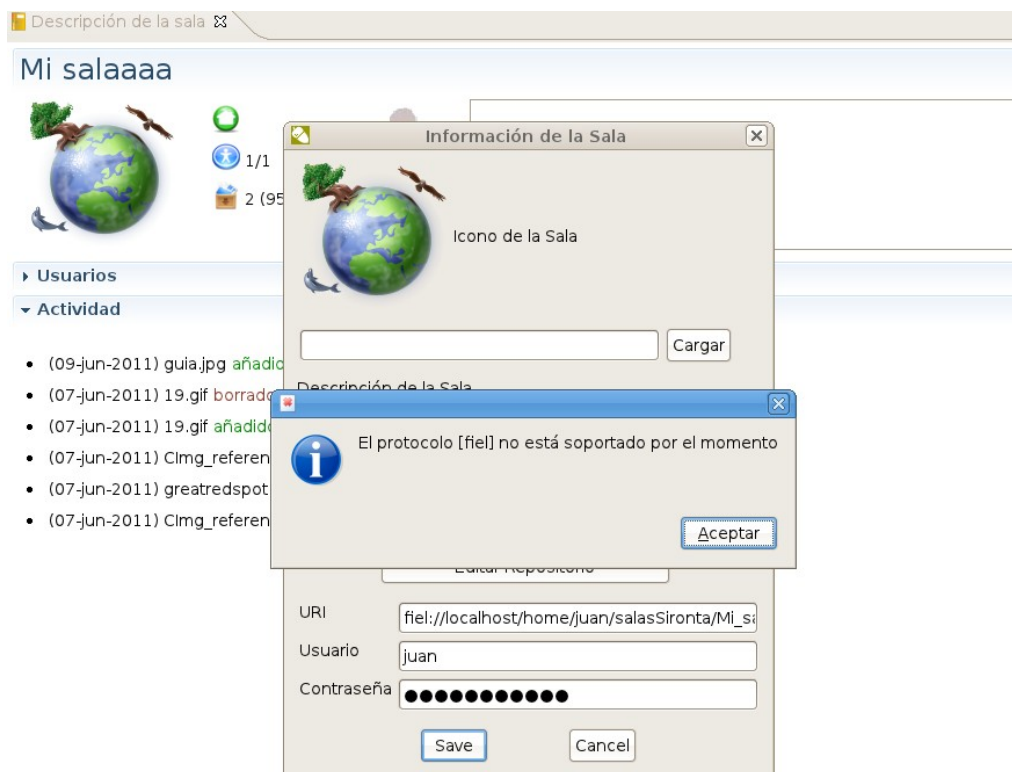 Descripción de la sala
Mi salaaaa
1/1
2 (95
Usuarios
Actividad
(09-jun-2011) guia.jpg añadido
(07-jun-2011) 19.gif borrado
(07-jun-2011) 19.gif añadido
(07-jun-2011) CImg_referen
(07-jun-2011) greatredspot
(07-jun-2011) CImg_referen
Información de la Sala
Icono de la Sala
Cargar
Descripción de la Sala
El protocolo [fiel] no está soportado por el momento
Aceptar
Editar Repositorio
URI
fiel://localhost/home/juan/salasSironta/Mi_sa
Usuario
juan
Contraseña
Save
Cancel